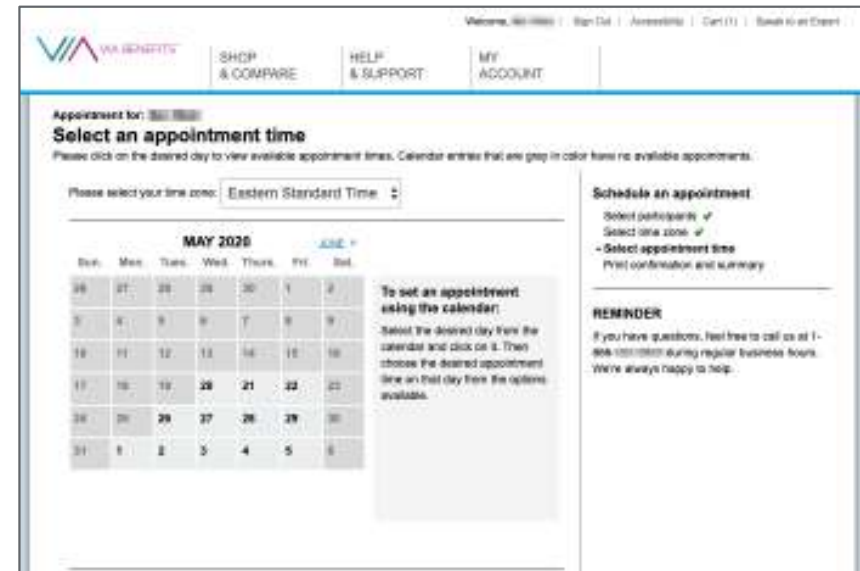 Welcome, | Sign Out | Accessibility | Cart (1) | Speak to an Expert
VIA VIA BENEFITS
SHOP & COMPARE
HELP & SUPPORT
MY ACCOUNT
Appointment for:
Select an appointment time
Please click on the desired day to view available appointment times. Calendar entries that are grey in color have no available appointments.
Please select your time zone: Eastern Standard Time
MAY 2020 JUNE
Sun. Mon. Tues. Wed. Thurs. Fri. Sat.
26 27 28 29 30 1 2
3 4 5 6 7 8 9
10 11 12 13 14 15 16
17 18 19 20 21 22 23
24 25 26 27 28 29 30
31 1 2 3 4 5 6
To set an appointment
using the calendar:
Select the desired day from the
calendar and click on it. Then
choose the desired appointment
time on that day from the options
available.
Schedule an appointment
Select participants ✔
Select time zone ✔
Select appointment time
Print confirmation and summary
REMINDER
If you have questions, feel free to call us at 1-
during regular business hours.
We're always happy to help.